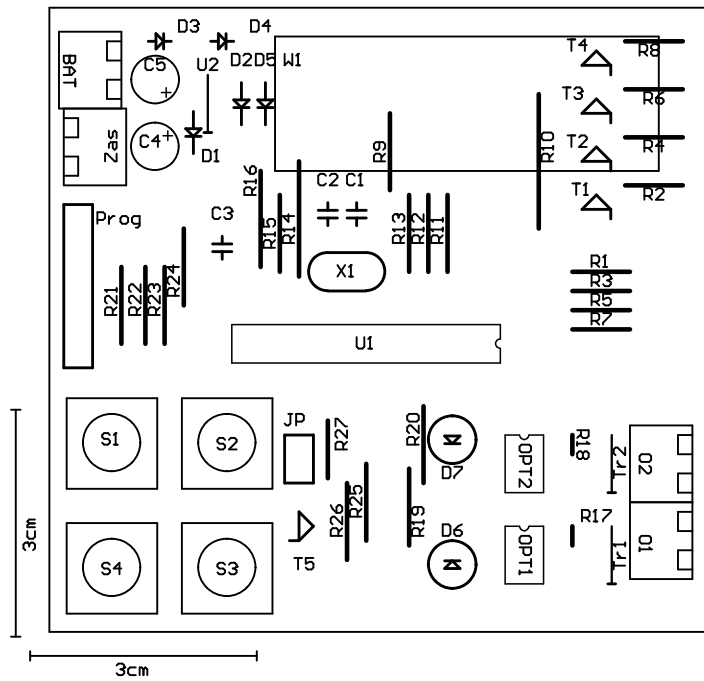 D3
D4
T4
BAT
C5
U2
D2
D5
W1
R8
+
T3
R6
Zas
C4
+
D1
R9
R10
T2
R4
R16
T1
R2
Prog
C3
R15
R14
C2
C1
R13
R12
R11
R21
R22
R23
R24
X1
R1
R3
R5
R7
U1
S1
S2
JP
R27
R20
D7
OPT2
R18
Tr2
O2
R26
R25
R19
3cm
S4
S3
T5
D6
OPT1
R17
Tr1
O1
3cm